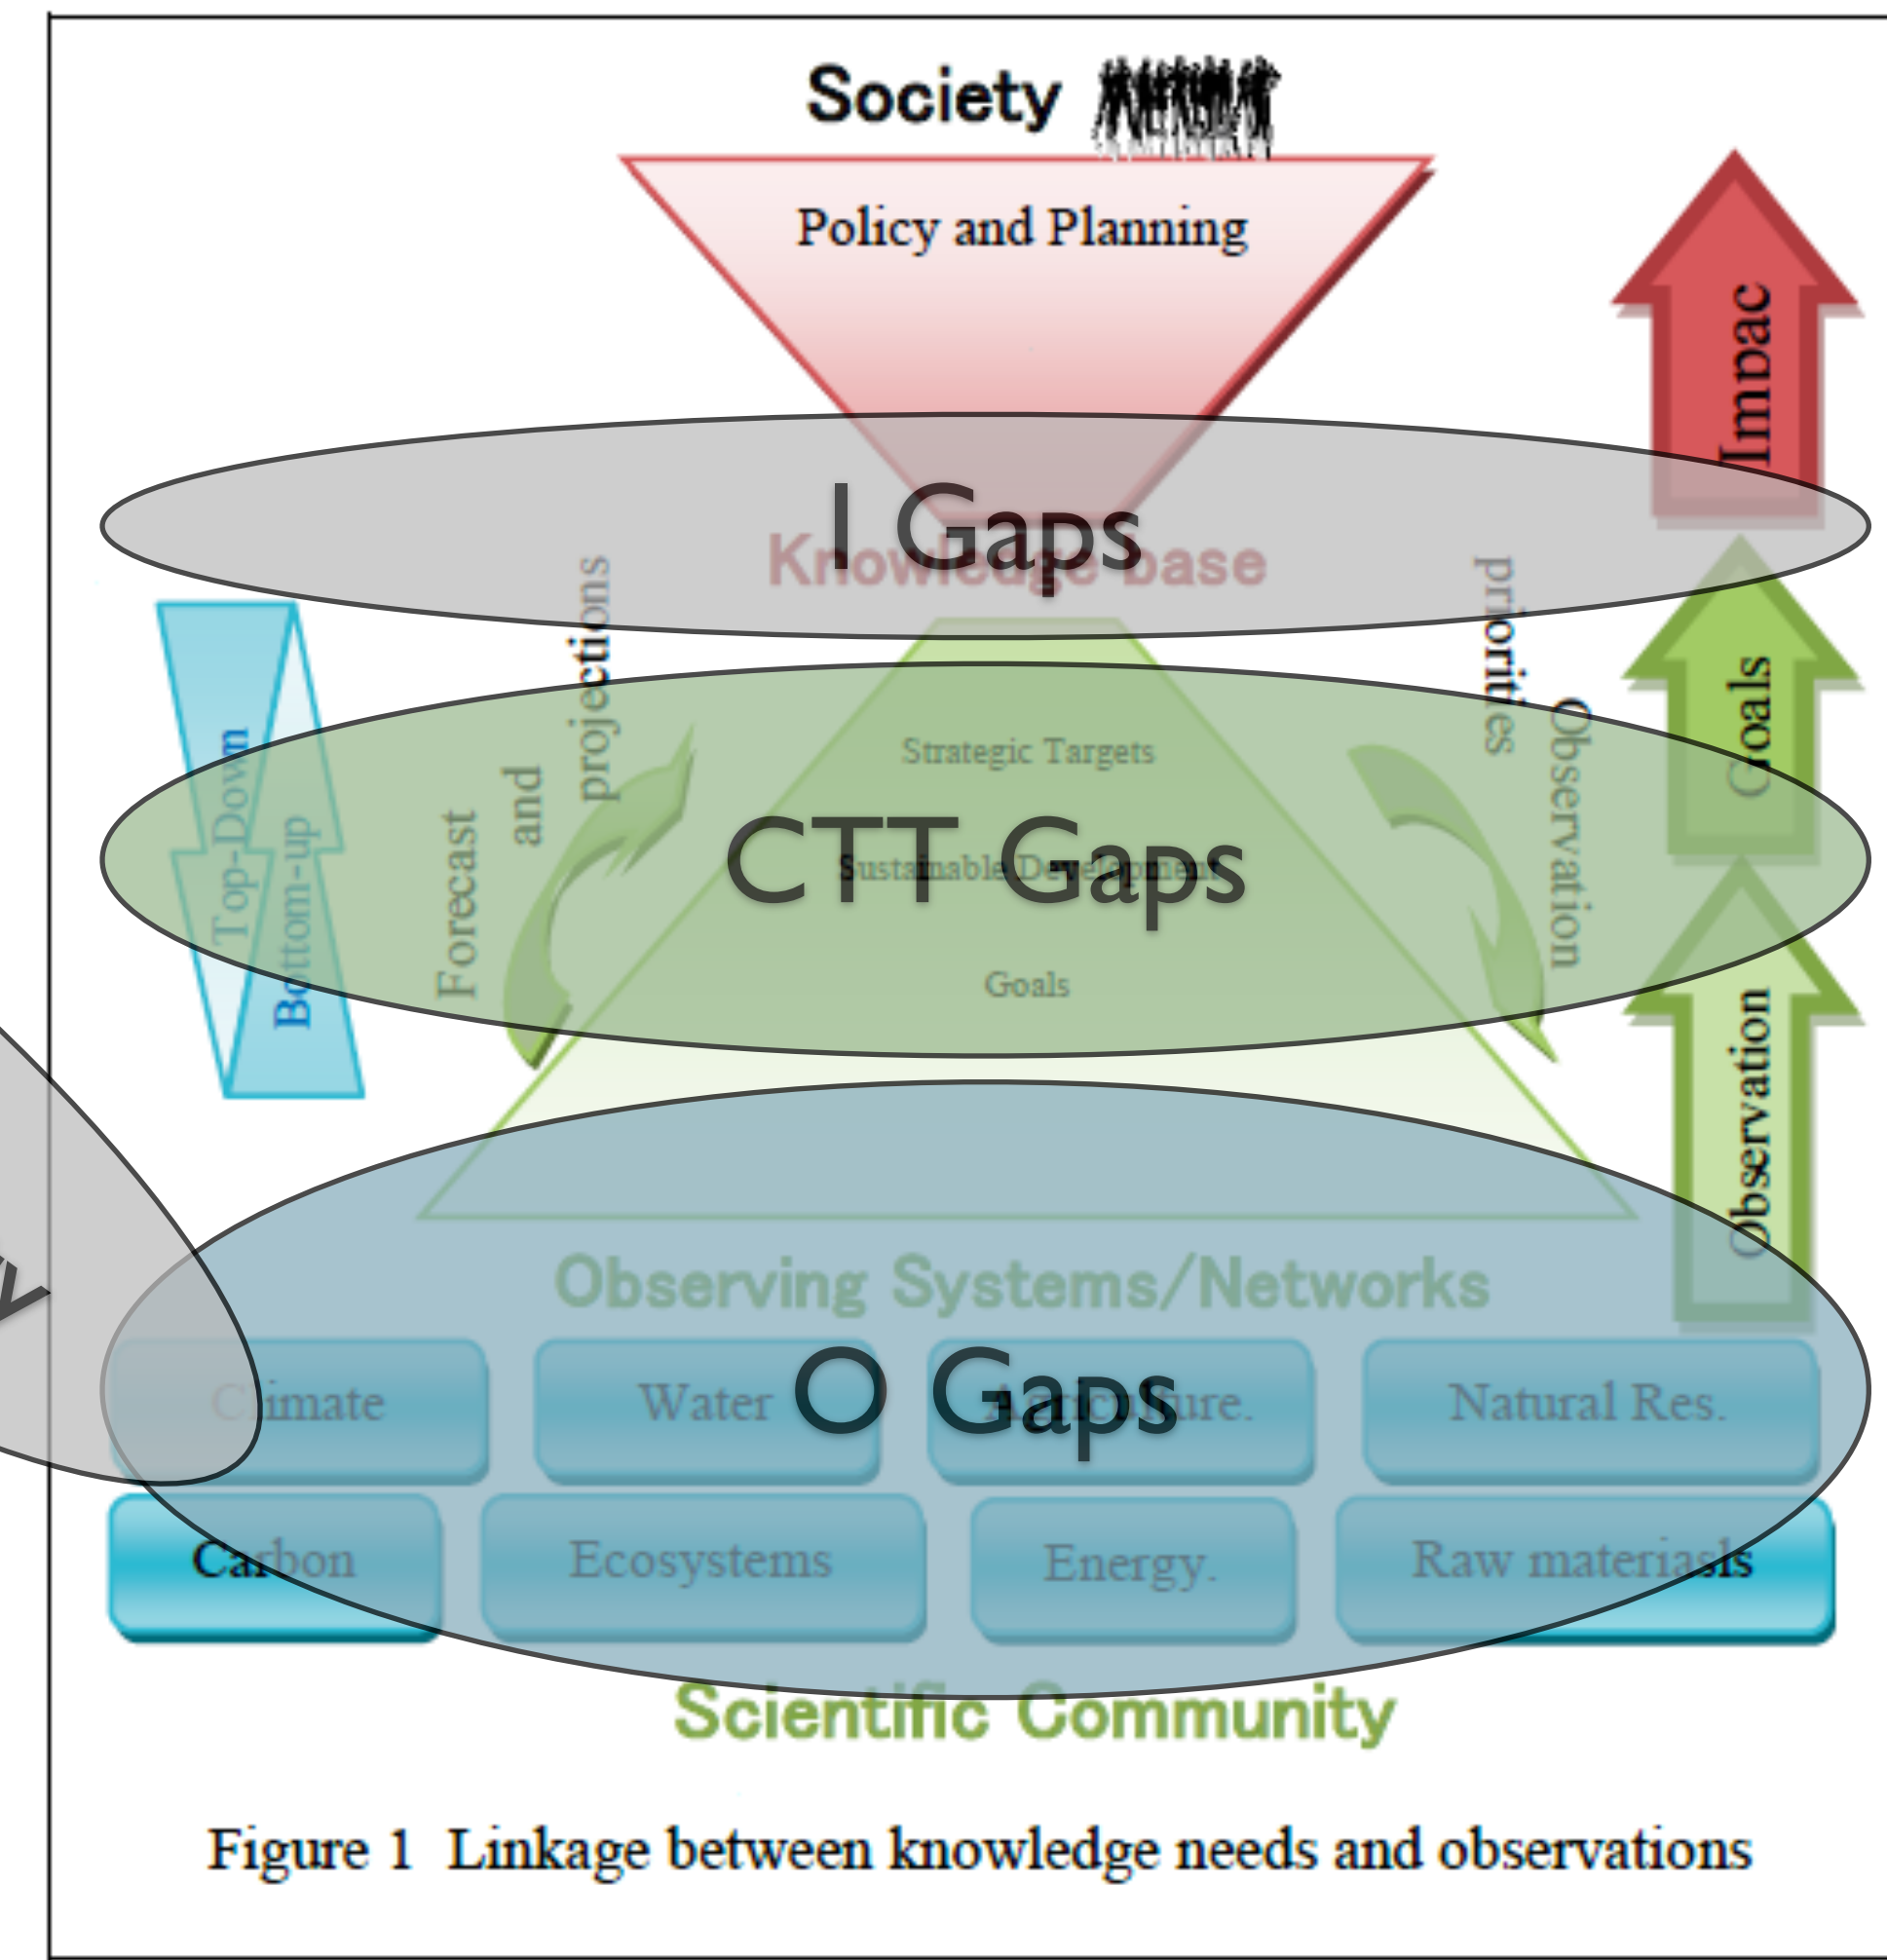 Society
Policy and Planning
Impac
I Gaps
Knowledge base
projections
priorities
Strategic Targets
Goals
Top-Down
and
Observation
Forecast
CTT Gaps
Sustainable Development
Bottom-up
Goals
Observation
y
Observing Systems/Networks
O Gaps
Climate
Water
Agriculture.
Natural Res.
Carbon
Ecosystems
Energy.
Raw materiasls
Scientific Community
Figure 1 Linkage between knowledge needs and observations